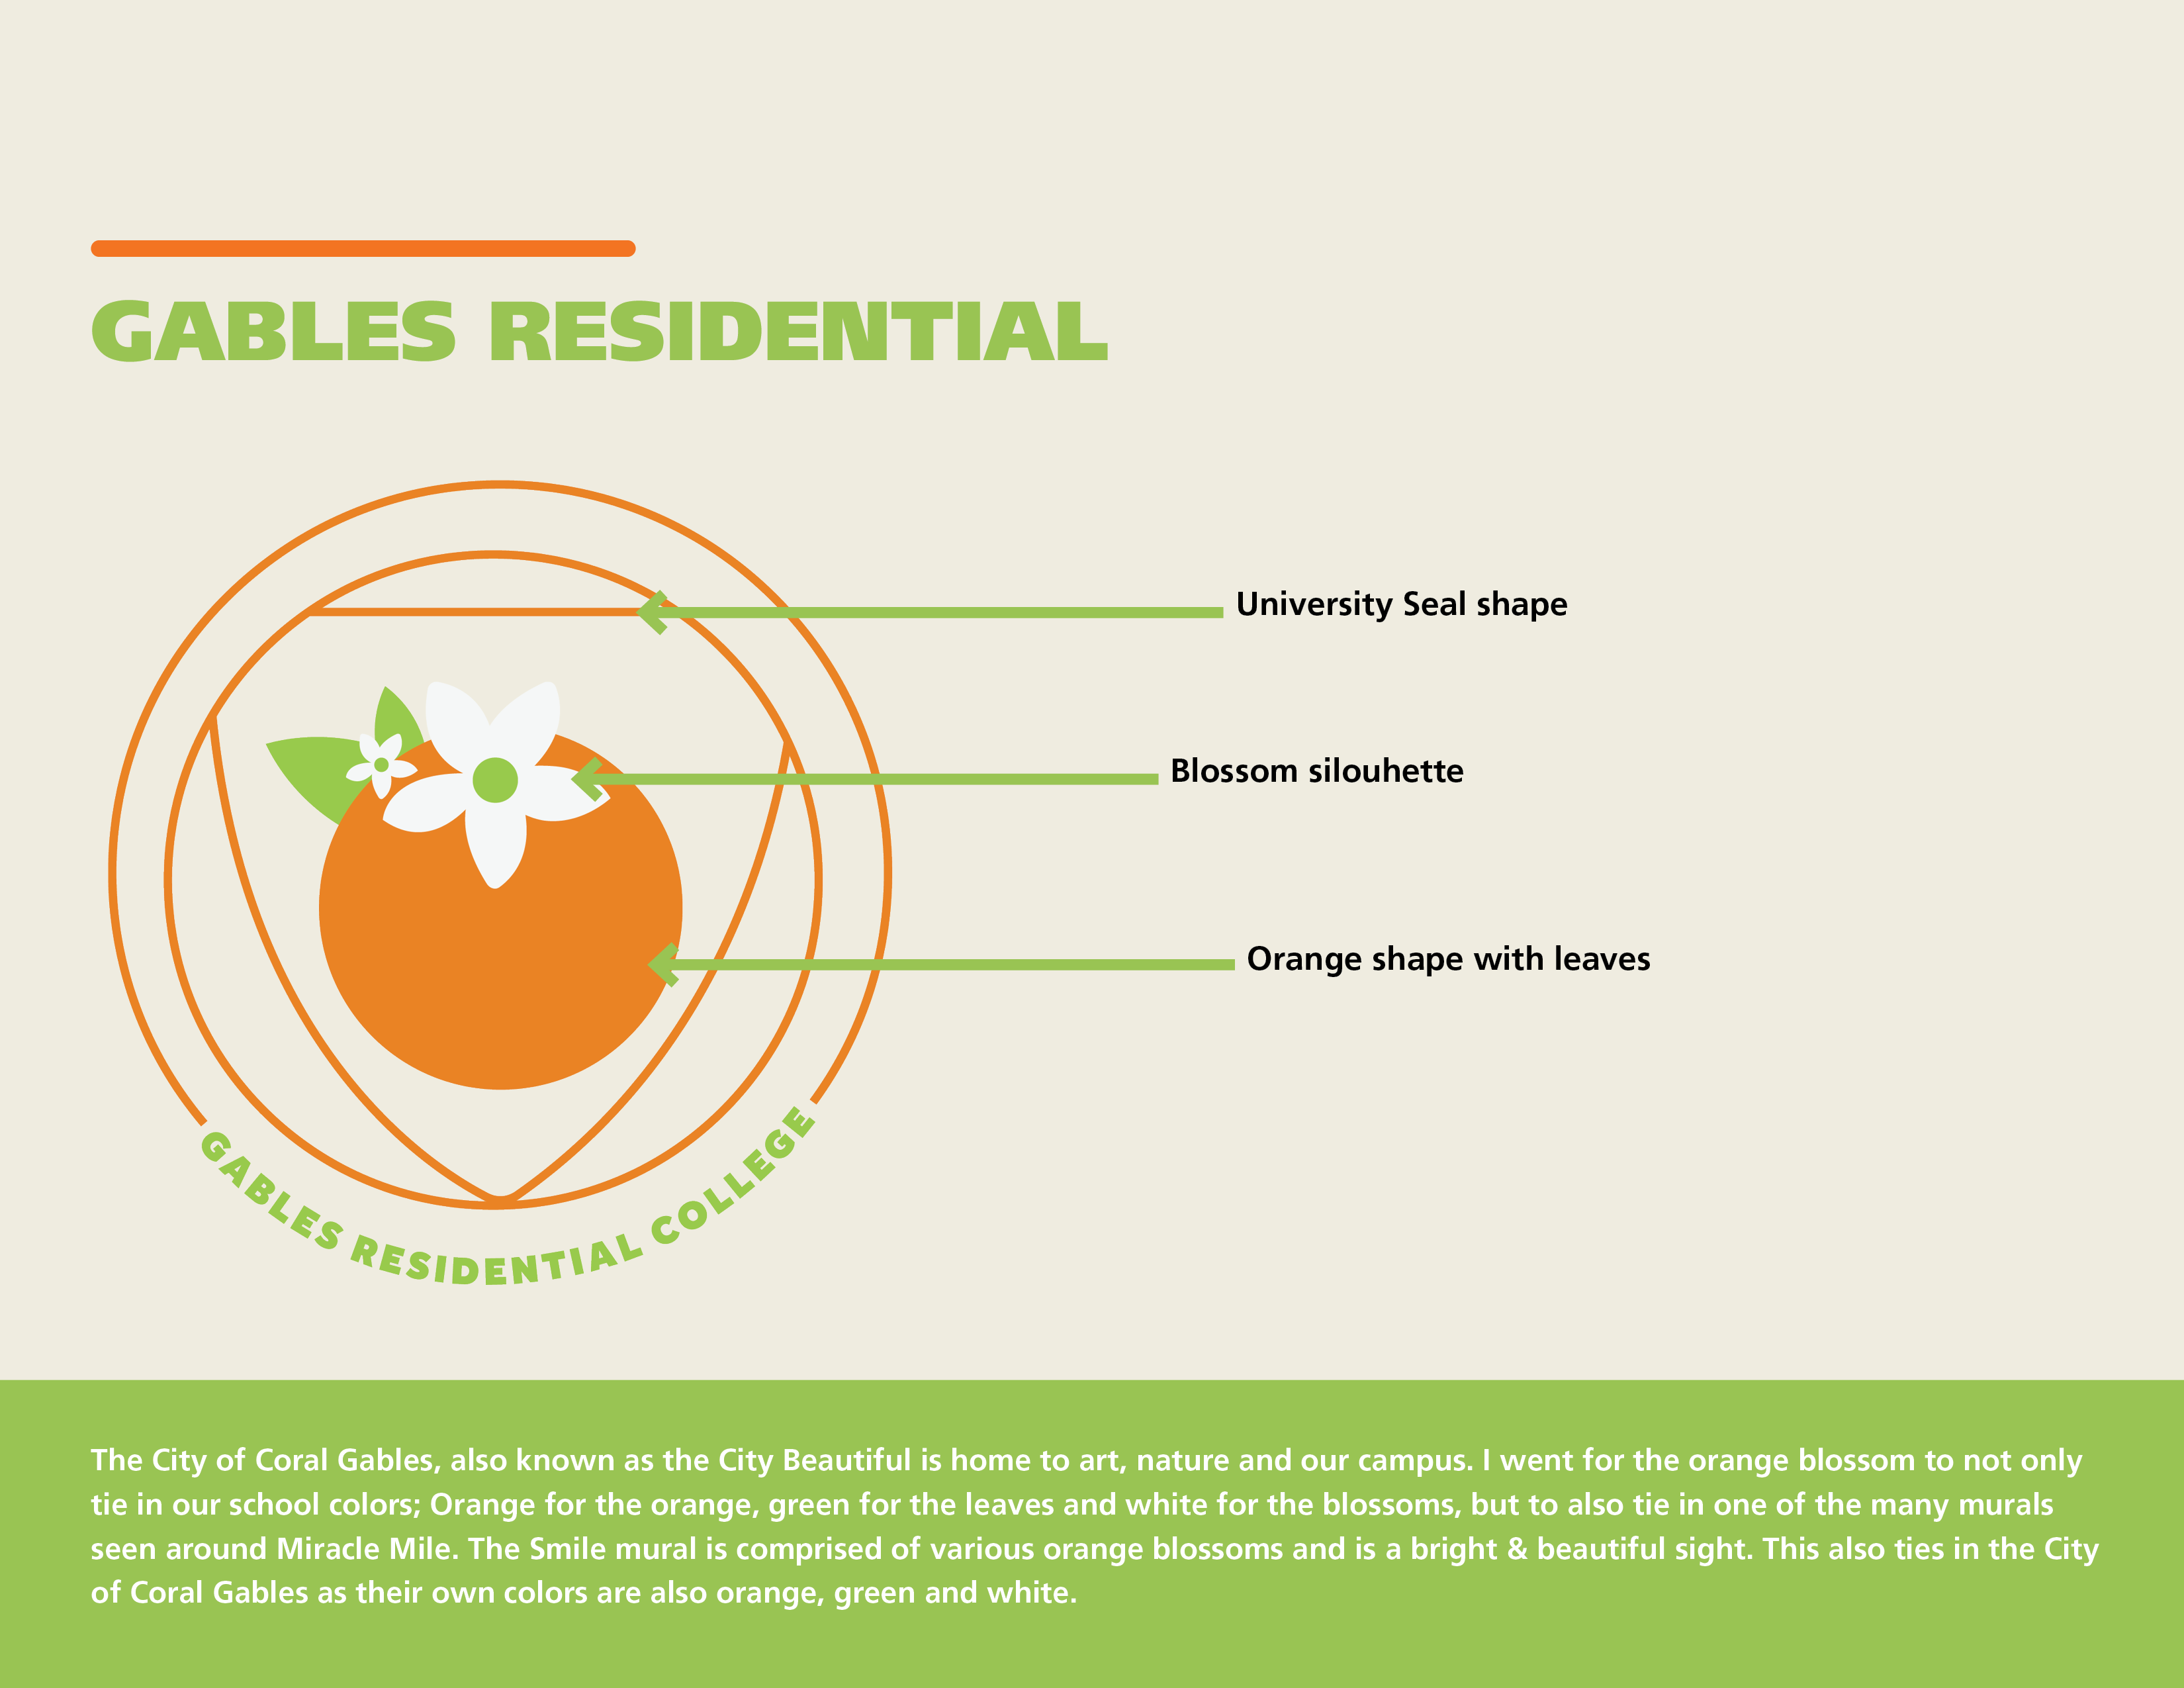 GABLES RESIDENTIAL
University Seal shape
Blossom silouhette
Orange shape with leaves
GABLES RESIDENTIAL COLLEGE
The City of Coral Gables, also known as the City Beautiful is home to art, nature and our campus. I went for the orange blossom to not only
tie in our school colors; Orange for the orange, green for the leaves and white for the blossoms, but to also tie in one of the many murals
seen around Miracle Mile. The Smile mural is comprised of various orange blossoms and is a bright & beautiful sight. This also ties in the City
of Coral Gables as their own colors are also orange, green and white.